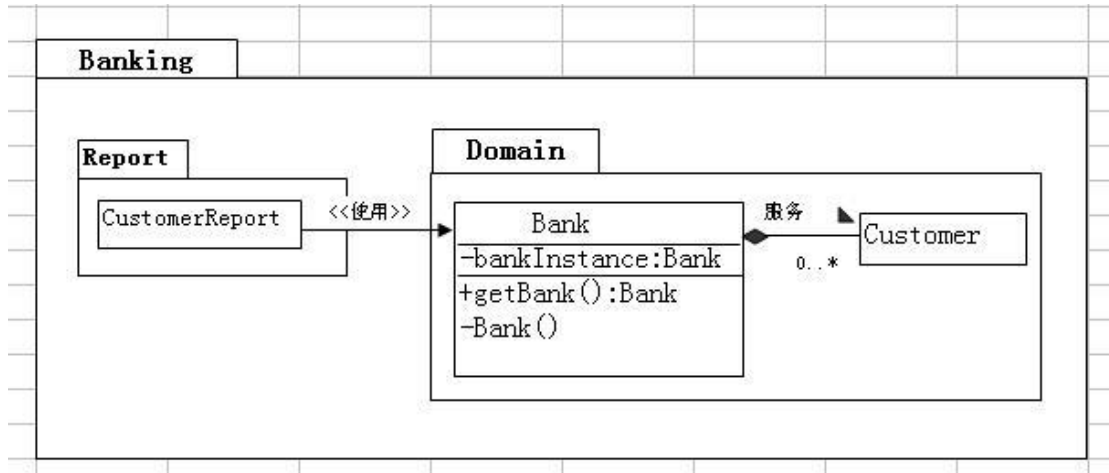 Banking
Report
Domain
CustomerReport
<<使用>>
Bank
-bankInstance:Bank
+getBank():Bank
-Bank()
服务
0..*
Customer